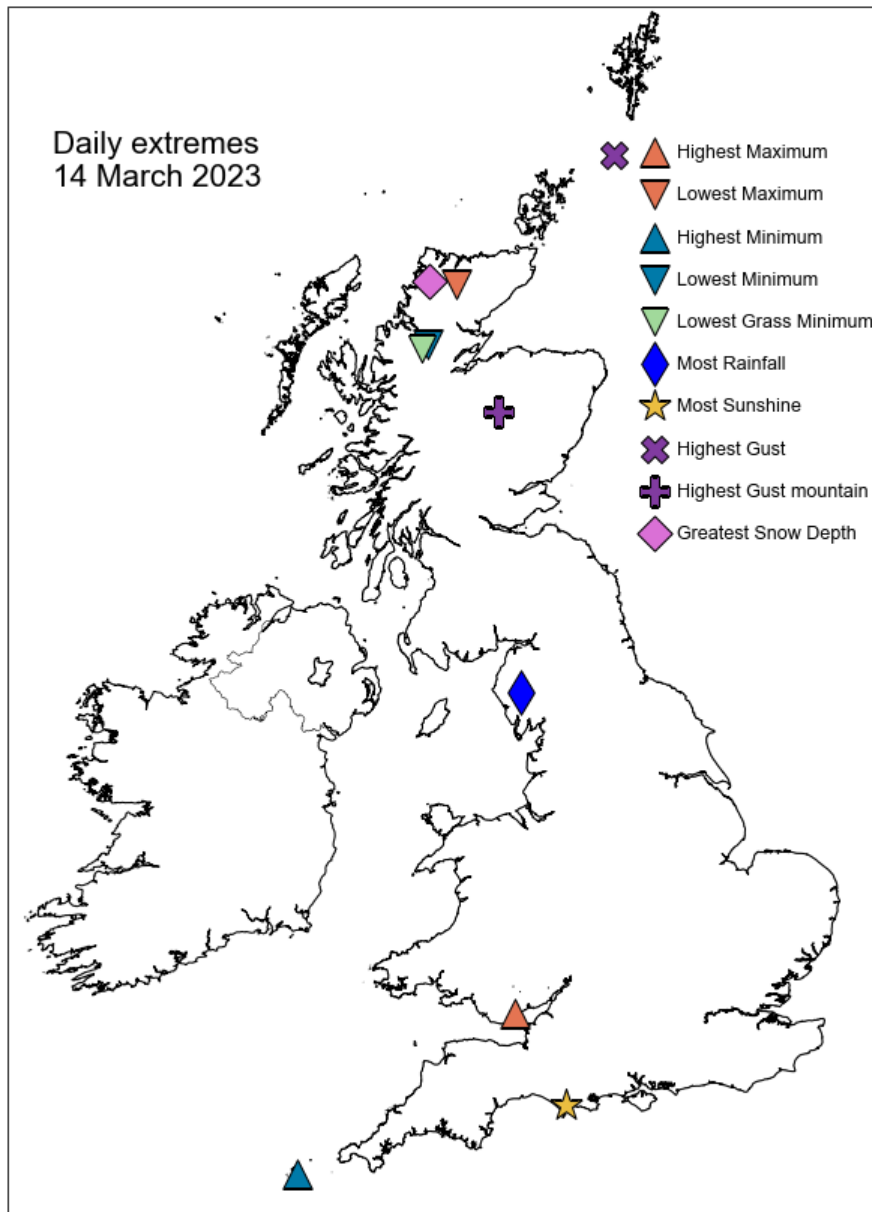 Daily extremes
14 March 2023
Highest Maximum
Lowest Maximum
Highest Minimum
Lowest Minimum
Lowest Grass Minimum
Most Rainfall
Most Sunshine
Highest Gust
Highest Gust mountain
Greatest Snow Depth